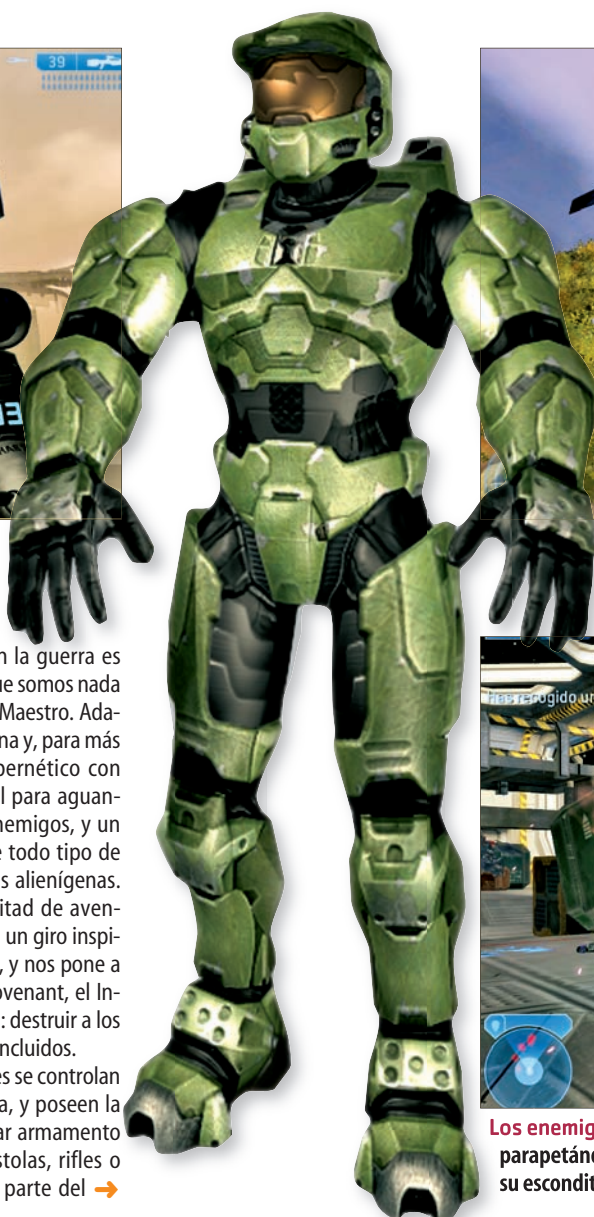 39
n la guerra es
ue somos nada
Maestro. Ada-
na y, para más
bernético con
l para aguan-
nemigos, y un
e todo tipo de
s alienígenas.
itad de aven-
un giro inspi-
, y nos pone a
ovenant, el In-
: destruir a los
ncluidos.
es se controlan
a, y poseen la
ar armamento
stolas, rifles o
parte del →
Has recogido un
Los enemig
parapetánd
su escondit